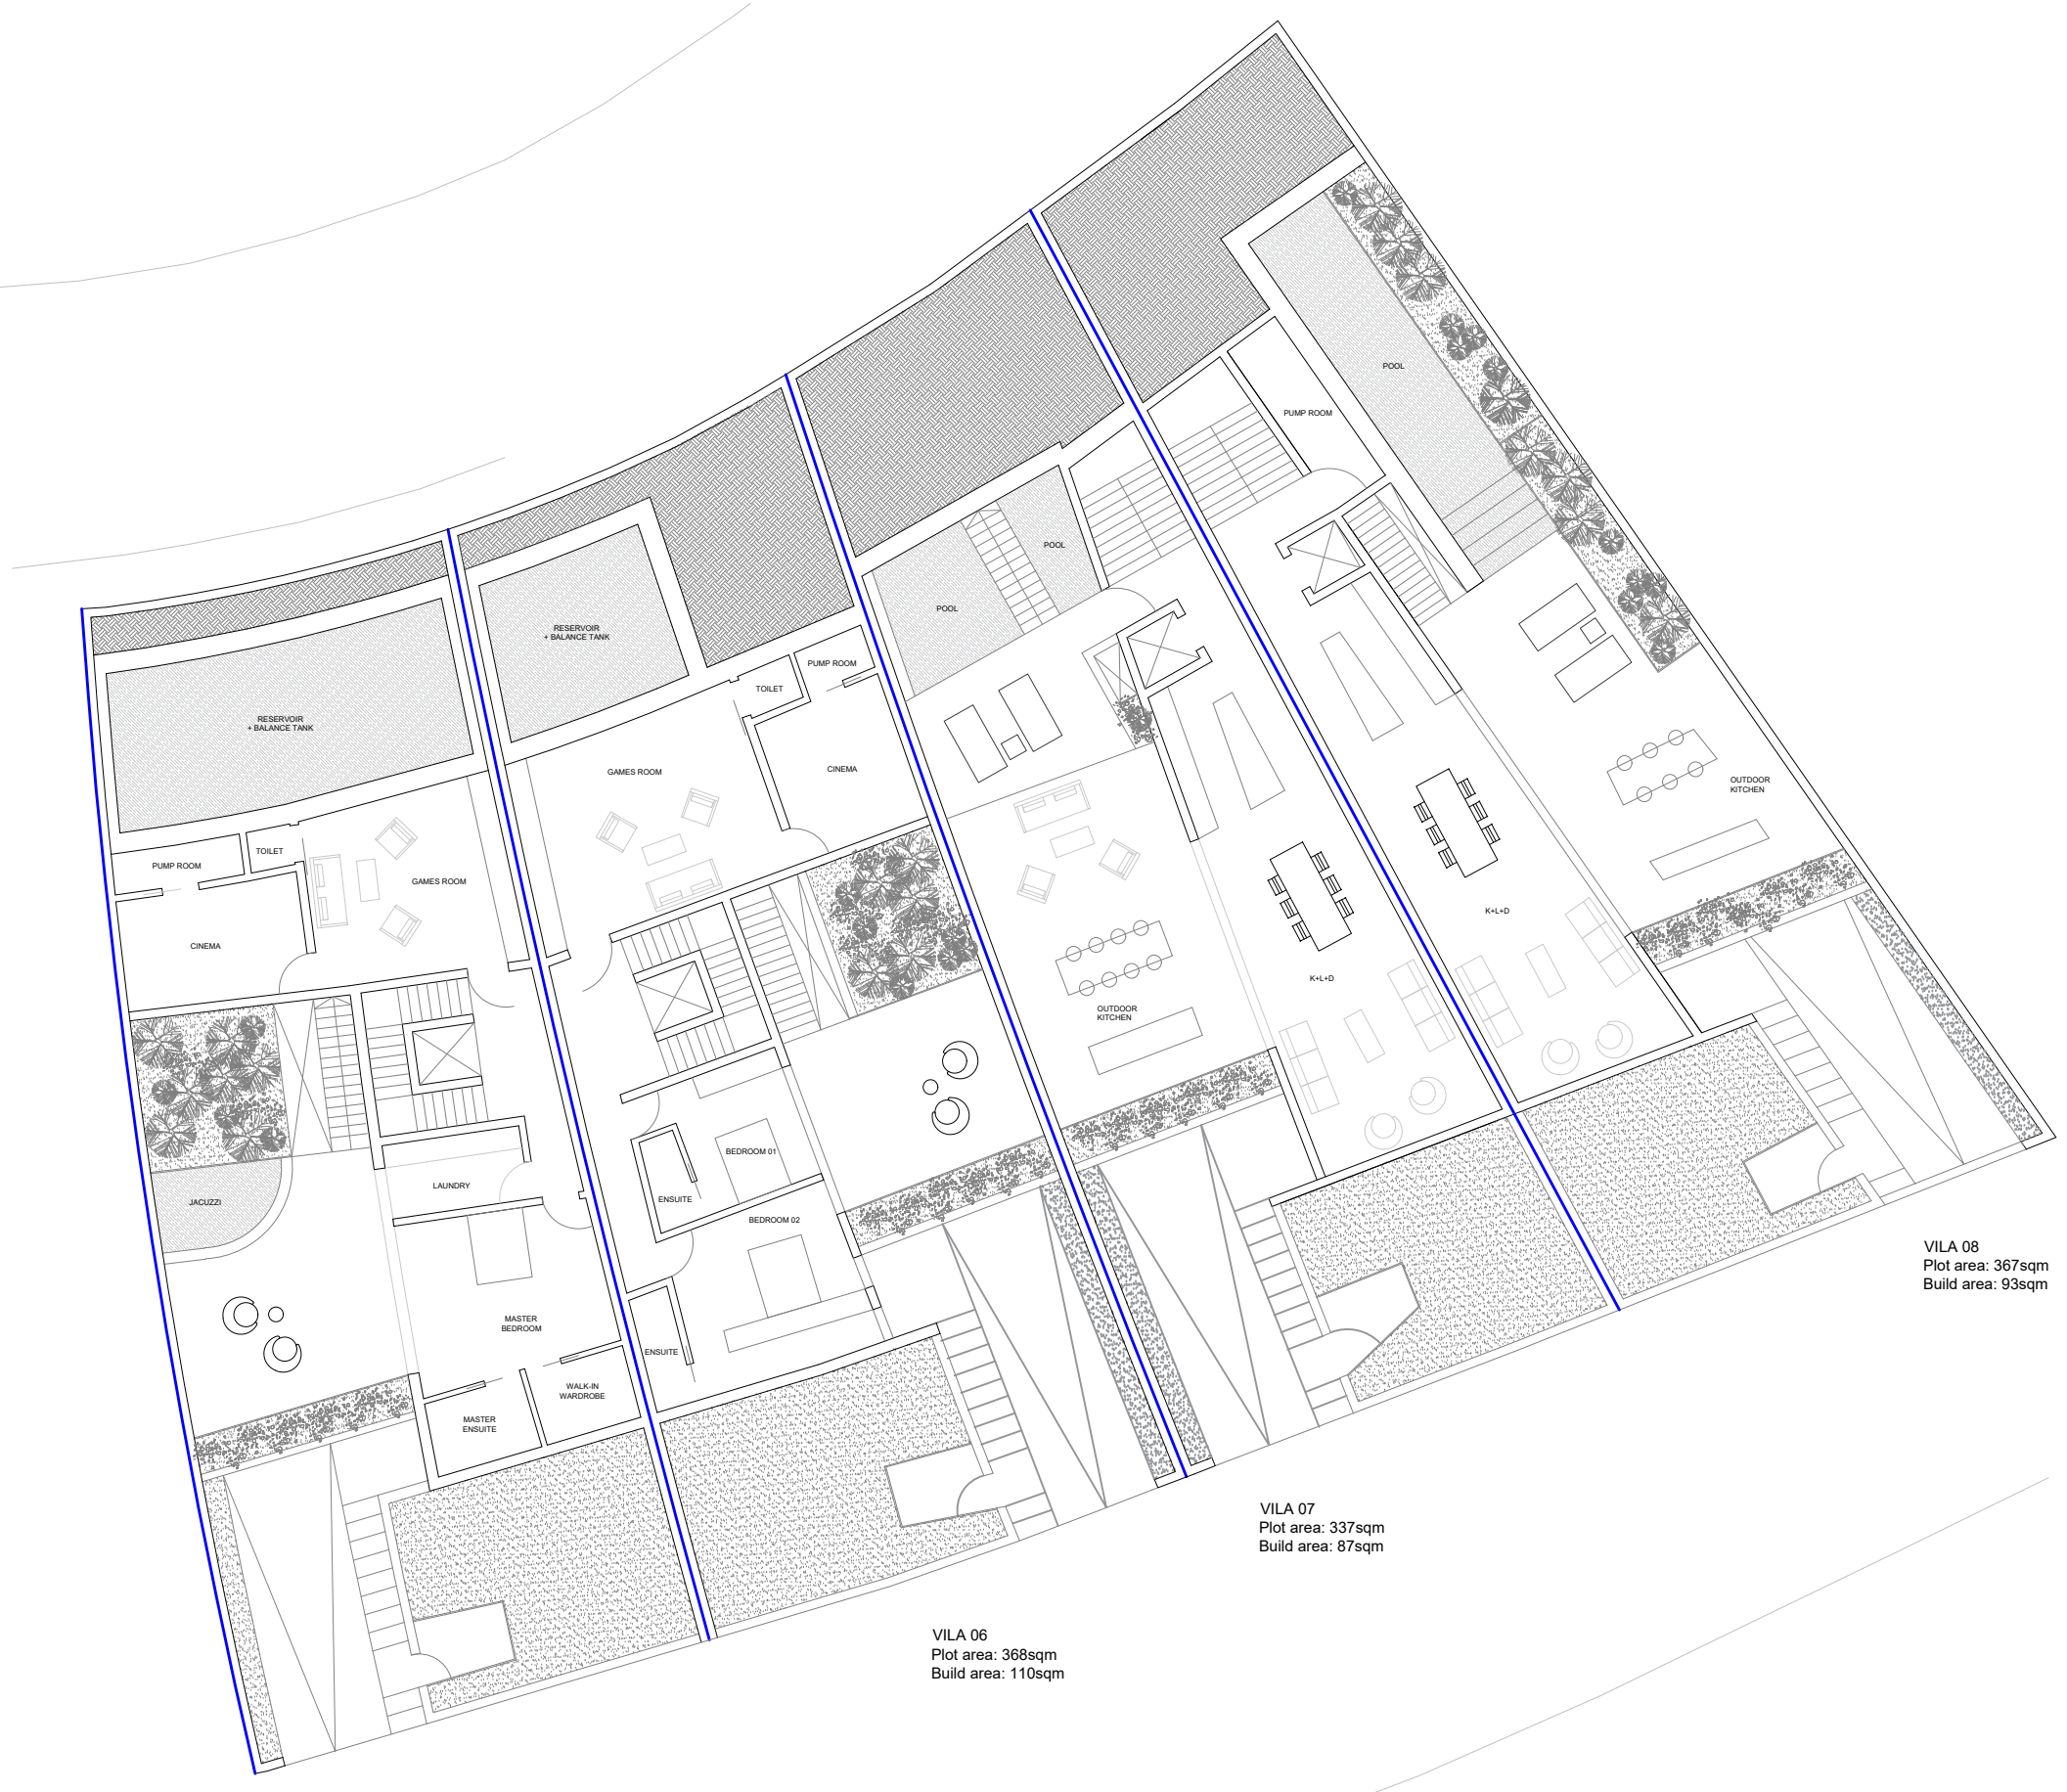 POOL
PUMP ROOM
POOL
POOL
RESERVOIR
+ BALANCE TANK
PUMP ROOM
TOILET
RESERVOIR
+ BALANCE TANK
GAMES ROOM
CINEMA
OUTDOOR
KITCHEN
PUMP ROOM
TOILET
GAMES ROOM
K+L+D
CINEMA
K+L+D
OUTDOOR
KITCHEN
BEDROOM 01
LAUNDRY
ENSUITE
JACUZZI
BEDROOM 02
MASTER
BEDROOM
ENSUITE
WALK-IN
WARDROBE
MASTER
ENSUITE
VILA 08
Plot area: 367sqm
Build area: 93sqm
VILA 07
Plot area: 337sqm
Build area: 87sqm
VILA 06
Plot area: 368sqm
Build area: 110sqm